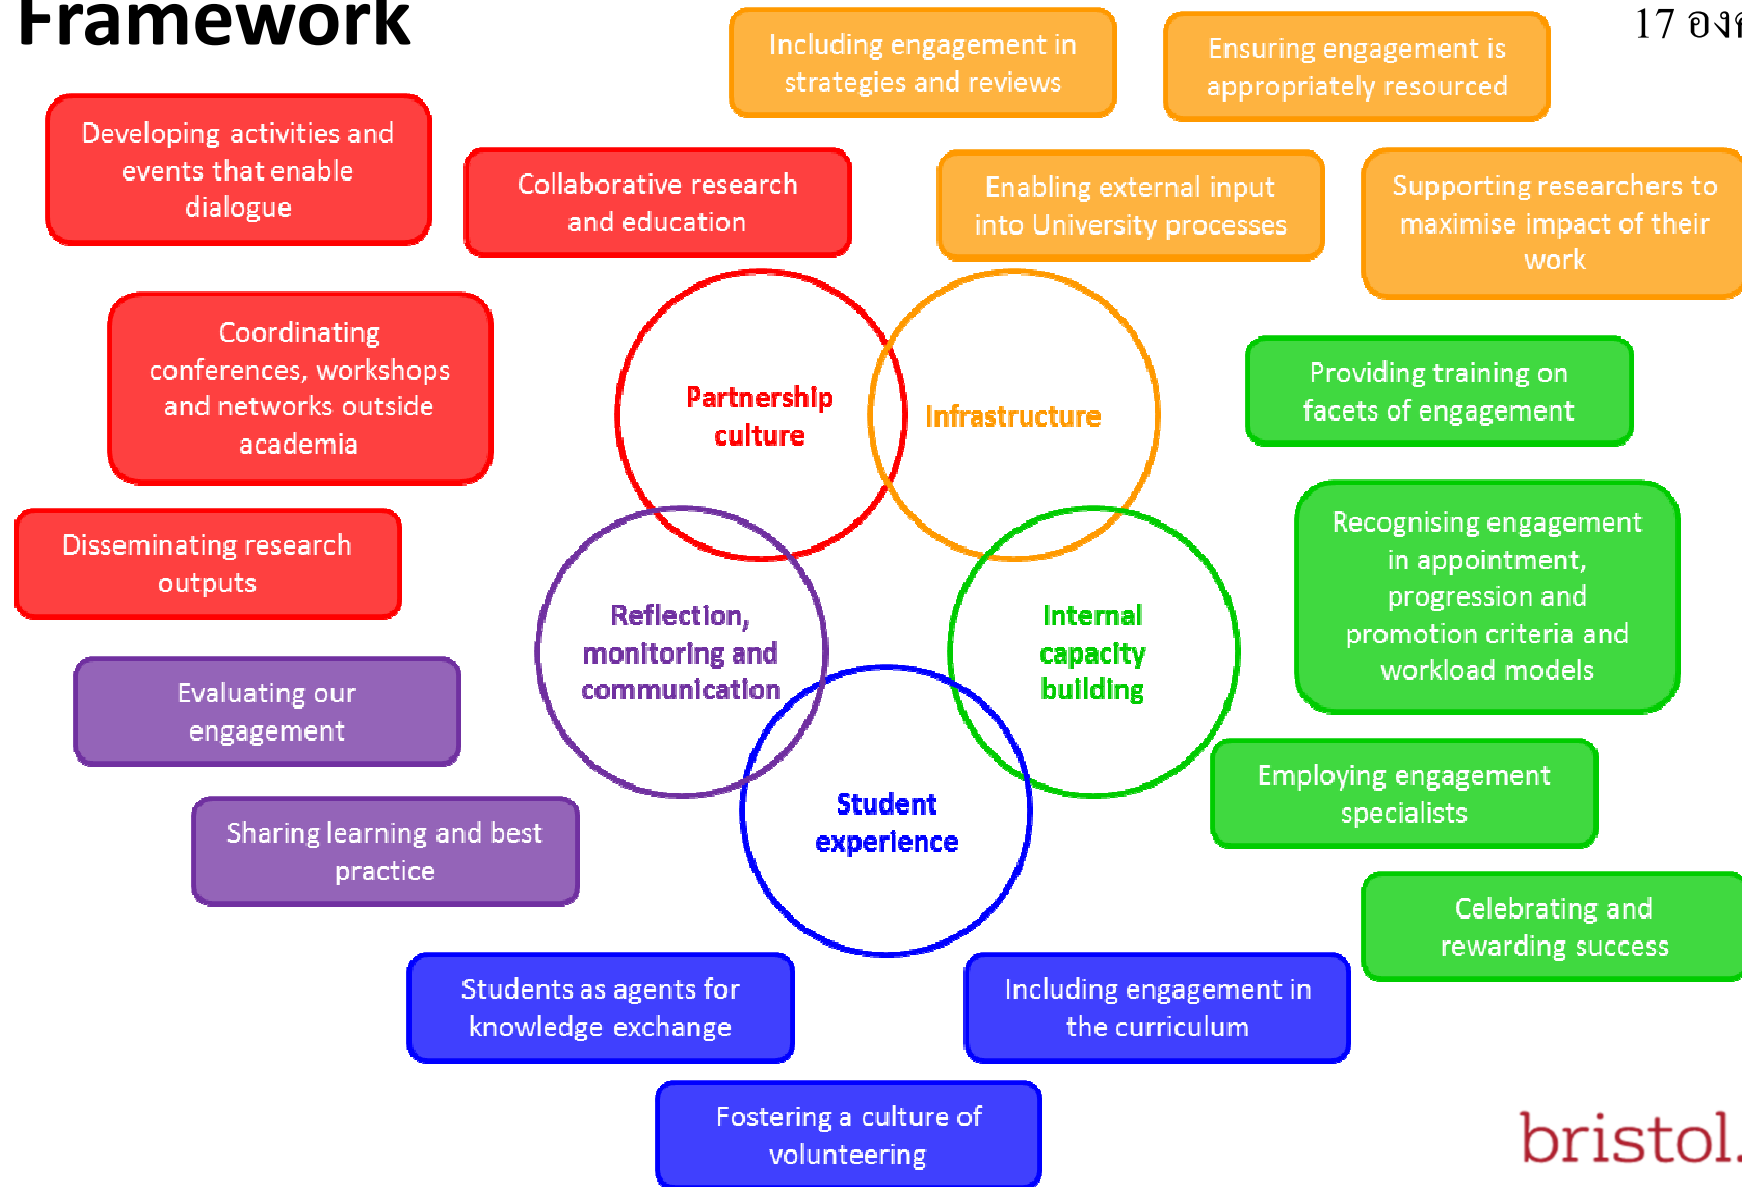 Framework
17 อง
Including engagement in
strategies and reviews
Ensuring engagement is
appropriately resourced
Developing activities and
events that enable
dialogue
Collaborative research
and education
Enabling external input
into University processes
Supporting researchers to
maximise impact of their
work
Coordinating
conferences, workshops
and networks outside
academia
Partnership
culture
Infrastructure
Providing training on
facets of engagement
Disseminating research
outputs
Recognising engagement
in appointment,
progression and
promotion criteria and
workload models
Reflection,
monitoring and
communication
Internal
capacity
building
Evaluating our
engagement
Employing engagement
specialists
Sharing learning and best
practice
Student
experience
Celebrating and
rewarding success
Students as agents for
knowledge exchange
Including engagement in
the curriculum
Fostering a culture of
volunteering
bristol.